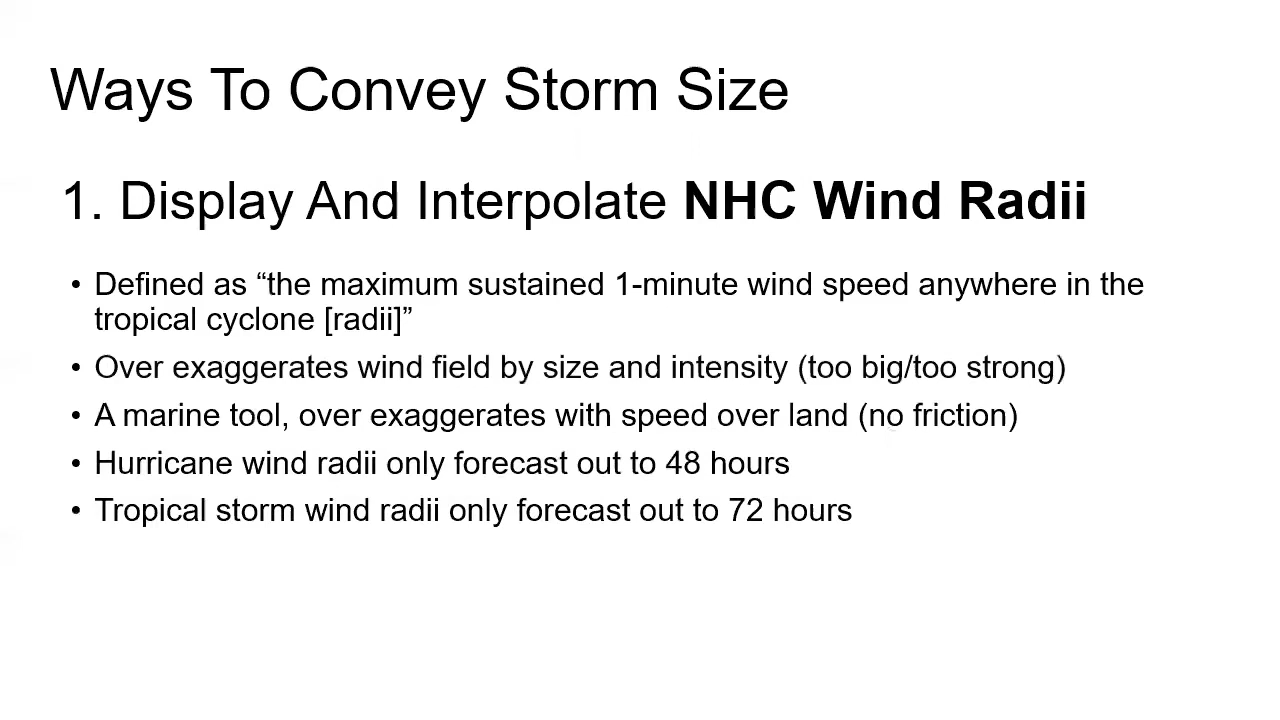 Ways To Convey Storm Size
1. Display And Interpolate NHC Wind Radii
• Defined as “the maximum sustained 1-minute wind speed anywhere in the
tropical cyclone [radii]”
• Over exaggerates wind field by size and intensity (too big/too strong)
• A marine tool, over exaggerates with speed over land (no friction)
• Hurricane wind radii only forecast out to 48 hours
• Tropical storm wind radii only forecast out to 72 hours